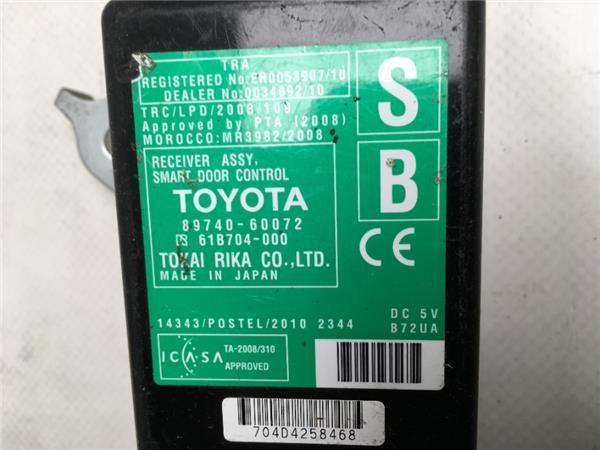 TRA
REGISTERED No:ER0053907/10
DEALER No:0034092/10
TRC/LPD/2008/109
Approved by PTA (2008)
MOROCCO:MR3982/2008
S
B
RECEIVER ASSY,
SMART DOOR CONTROL
TOYOTA
89740-60072
61B704-000
TOKAI RIKA CO.,LTD.
MADE IN JAPAN
CE
14343/POSTEL/2010 2344
DC 5V
B72UA
ICASA
TA-2008/310
APPROVED
704D4258468